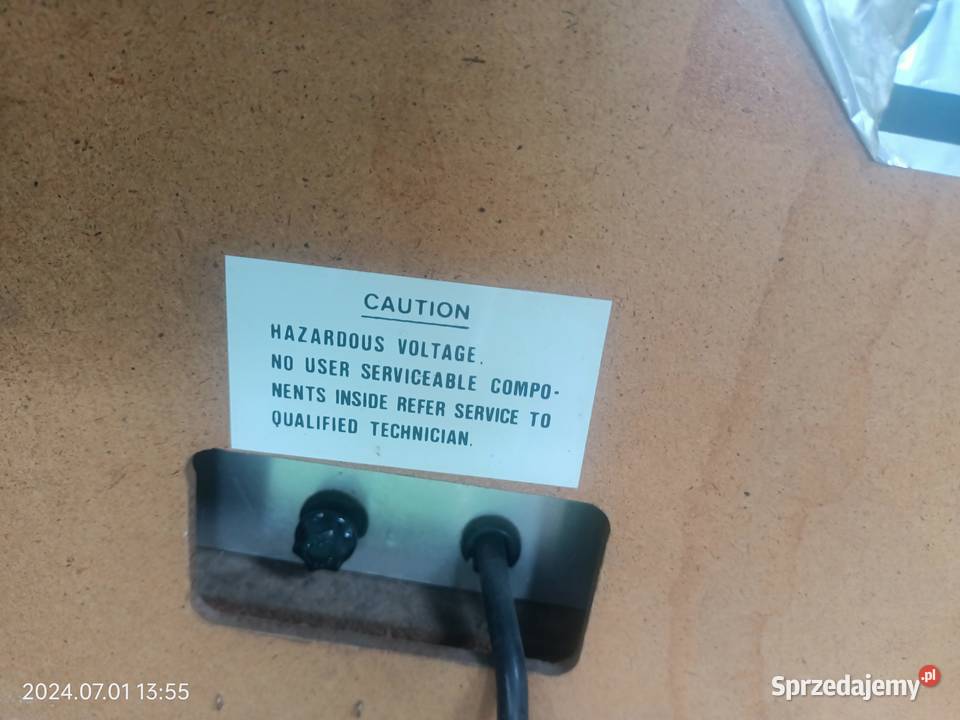 CAUTION
HAZARDOUS VOLTAGE.
NO USER SERVICEABLE COMPO-
NENTS INSIDE REFER SERVICE TO
QUALIFIED TECHNICIAN.
2024.07.01 13:55
Sprzedajemy.pl